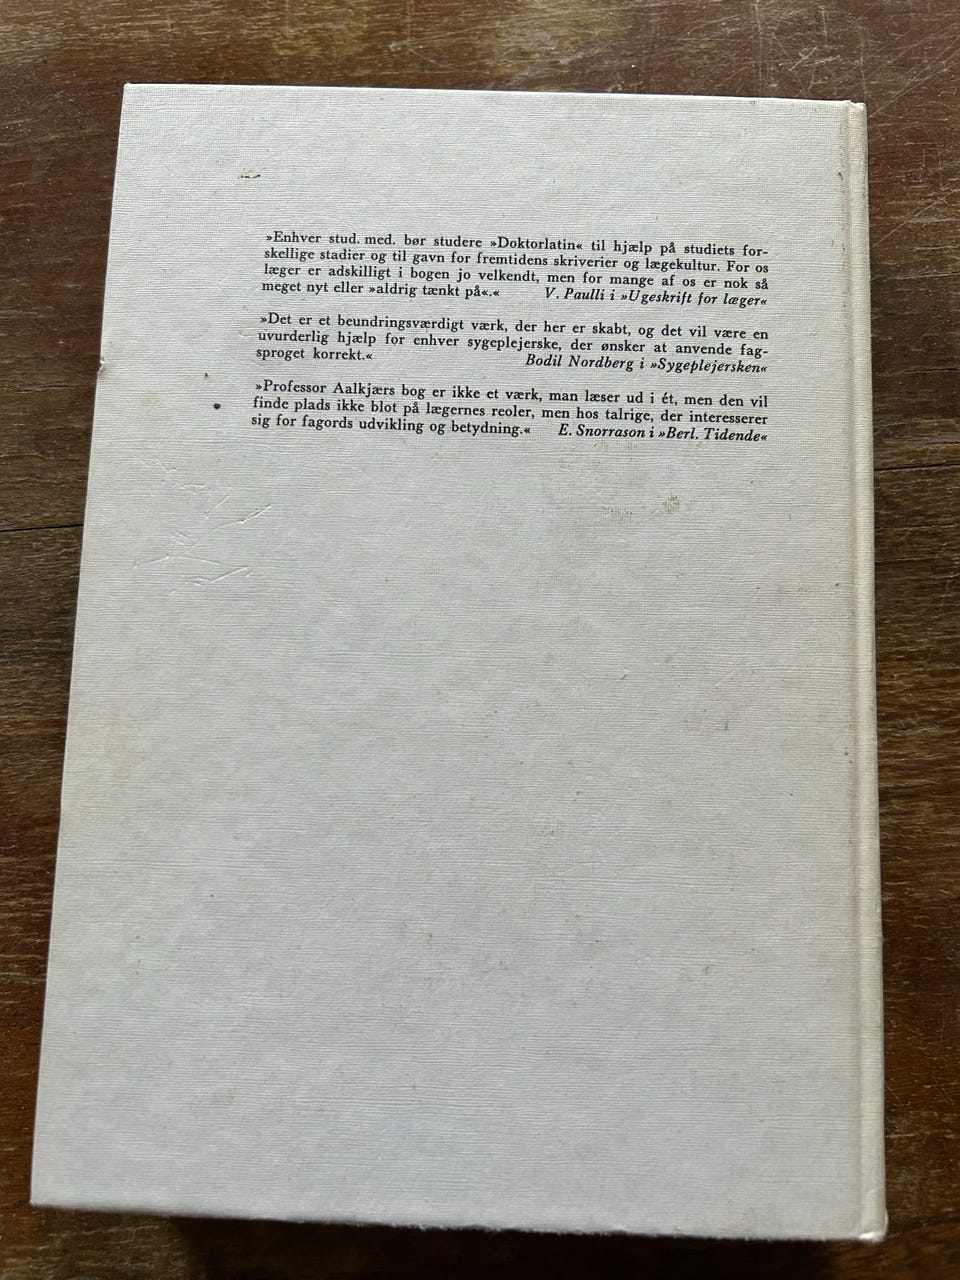 »Enhver stud. med. bør studere »Doktorlatin« til hjælp på studiets for-
skellige stadier og til gavn for fremtidens skriverier og lægekultur. For os
læger er adskilligt i bogen jo velkendt, men for mange af os er nok så
meget nyt eller »aldrig tænkt på«.« V. Paulli i »Ugeskrift for læger«
»Det er et beundringsværdigt værk, der her er skabt, og det vil være en
uvurderlig hjælp for enhver sygeplejerske, der ønsker at anvende fag-
sproget korrekt.« Bodil Nordberg i »Sygeplejersken«
»Professor Aalkjærs bog er ikke et værk, man læser ud i ét, men den vil
finde plads ikke blot på lægernes reoler, men hos talrige, der interesserer
sig for fagords udvikling og betydning.« E. Snorrason i »Berl. Tidende«